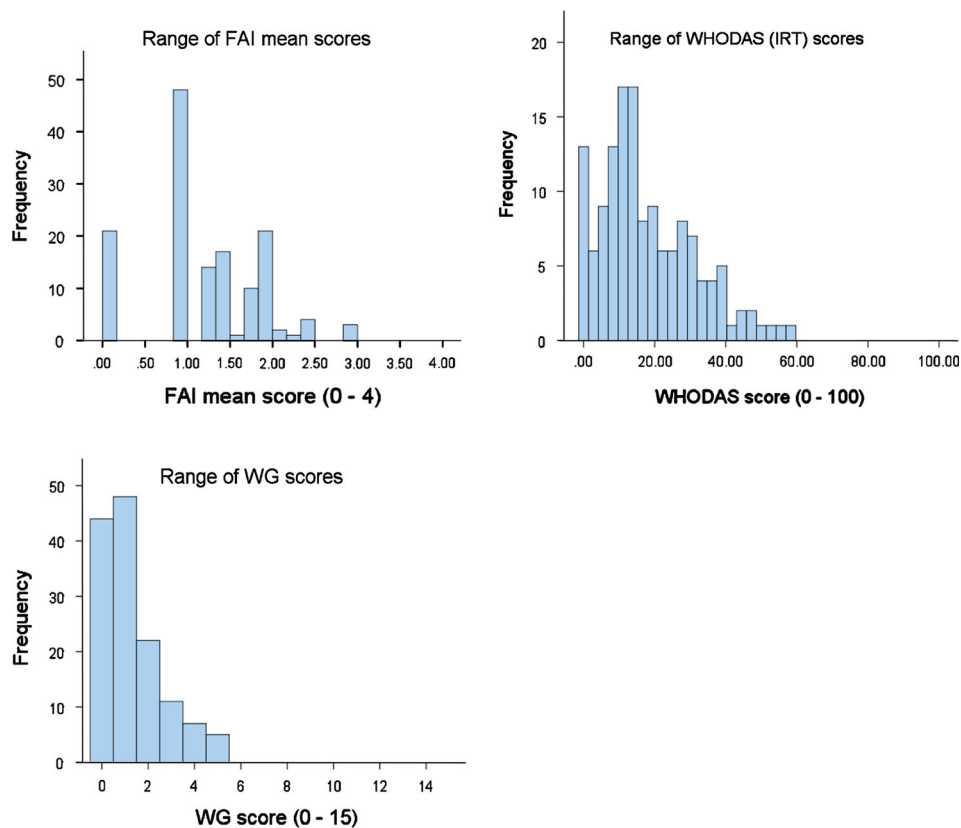 Range of FAI mean scores
Frequency
50
40
30
20
10
0
.00 .50 1.00 1.50 2.00 2.50 3.00 3.50 4.00
FAI mean score (0 - 4)
Range of WHODAS (IRT) scores
Frequency
20
15
10
5
0
.00 20.00 40.00 60.00 80.00 100.00
WHODAS score (0 - 100)
Range of WG scores
Frequency
50
40
30
20
10
0
0 2 4 6 8 10 12 14
WG score (0 - 15)